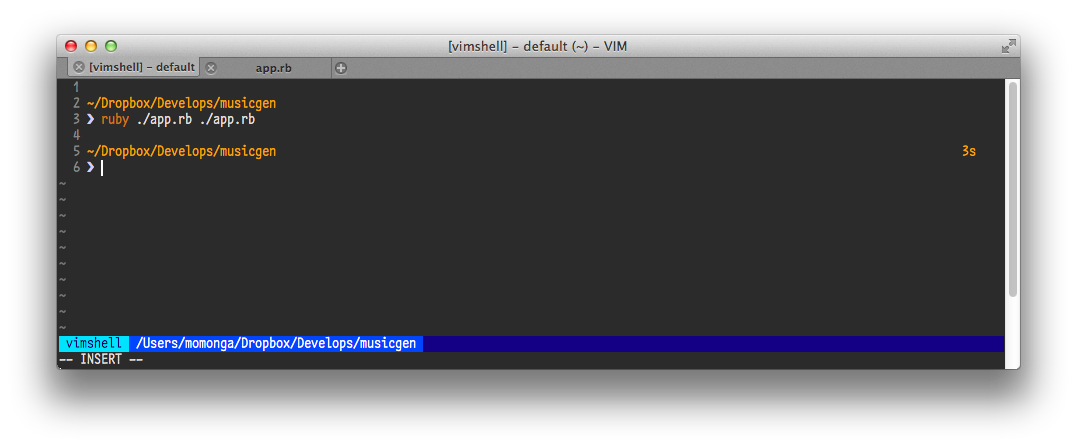 [vimshell] – default (~) – VIM
[vimshell] – default app.rb
1
2 ~/Dropbox/Develops/musicgen
3 ❯ ruby ./app.rb ./app.rb
4
5 ~/Dropbox/Develops/musicgen 3s
6 ❯
~
~
~
~
~
~
~
~
~
~
vimshell /Users/momonga/Dropbox/Develops/musicgen
-- INSERT --